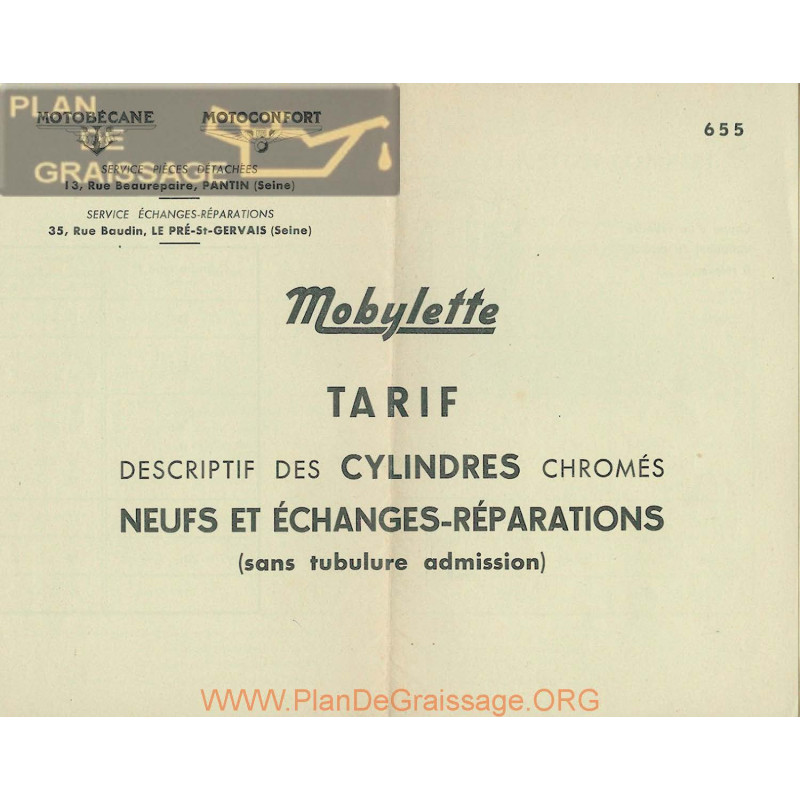 PLAN
DE
GRAISSAGE
MOTOBÉCANE MOTOCONFORT
SERVICE PIÈCES DÉTACHÉES
13, Rue Beaurepaire, PANTIN (Seine)
SERVICE ÉCHANGES-RÉPARATIONS
35, Rue Baudin, LE PRÉ-St-GERVAIS (Seine)
655
Mobylette
TARIF
DESCRIPTIF DES CYLINDRES CHROMÉS
NEUFS ET ÉCHANGES-RÉPARATIONS
(sans tubulure admission)
www.PlanDeGraissage.ORG